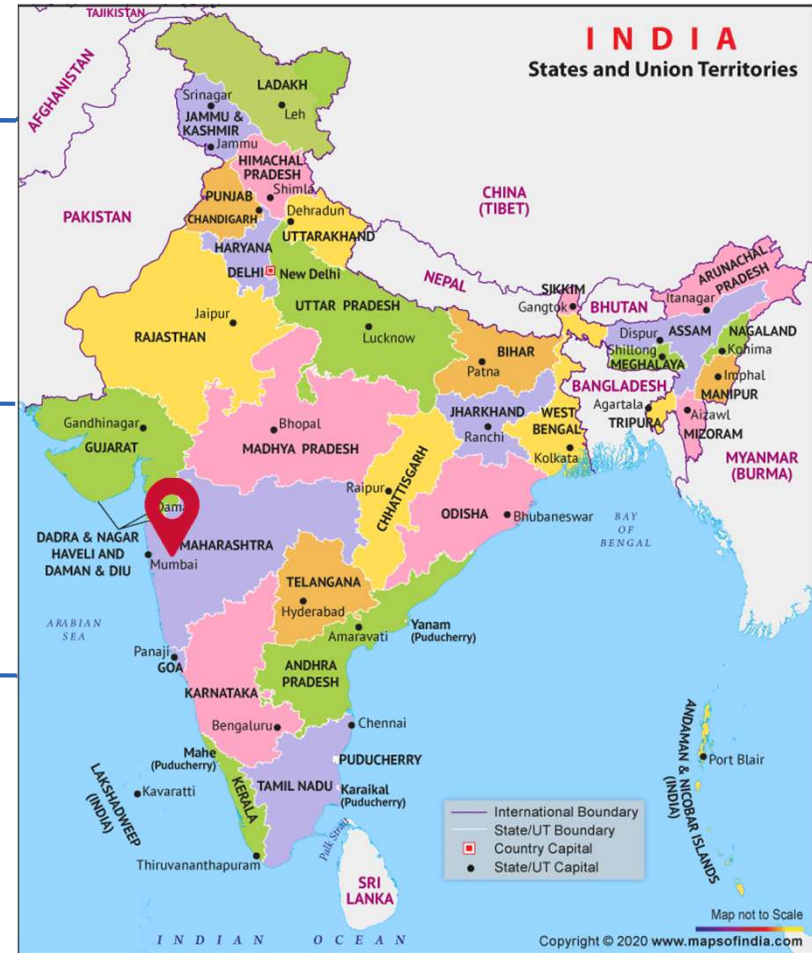 TAJIKISTAN
I N D I A
States and Union Territories
AFGHANISTAN
LADAKH
Srinagar
Leh
JAMMU &
KASHMIR
Jammu
HIMACHAL
PRADESH
Shimla
CHINA
(TIBET)
PAKISTAN
PUNJAB
CHANDIGARH
Dehradun
UTTARAKHAND
HARYANA
DELHI
New Delhi
NEPAL
ARUNACHAL
PRADESH
SIKKIM
Gangtok
BHUTAN
Itanagar
UTTAR PRADESH
Jaipur
RAJASTHAN
Lucknow
Dispur
ASSAM
NAGALAND
BIHAR
Shillong
Kohima
Patna
MEGHALAYA
Imphal
BANGLADESH
MANIPUR
Gandhinagar
GUJARAT
Bhopal
MADHYA PRADESH
JHARKHAND
Ranchi
WEST
BENGAL
Kolkata
Agartala
TRIPURA
Aizawl
MIZORAM
MYANMAR
(BURMA)
CHHATTISGARH
Raipur
Dam
ODISHA
Bhubaneswar
BAY
OF
BENGAL
DADRA & NAGAR
HAVELI AND
DAMAN & DIU
MAHARASHTRA
Mumbai
TELANGANA
Hyderabad
ARABIAN
SEA
Amaravati
Yanam
(Puducherry)
Panaji
GOA
KARNATAKA
ANDHRA
PRADESH
Bengaluru
Chennai
Mahe
(Puducherry)
PUDUCHERRY
TAMIL NADU
Karaikal
(Puducherry)
KERALA
LAKSHADWEEP
(INDIA)
Kavaratti
ANDAMAN & NICOBAR ISLANDS
(INDIA)
Port Blair
Thiruvananthapuram
Palk Strait
SRI
LANKA
International Boundary
State/UT Boundary
Country Capital
State/UT Capital
Map not to Scale
I N D I A N O C E A N
Copyright © 2020 www.mapsofindia.com